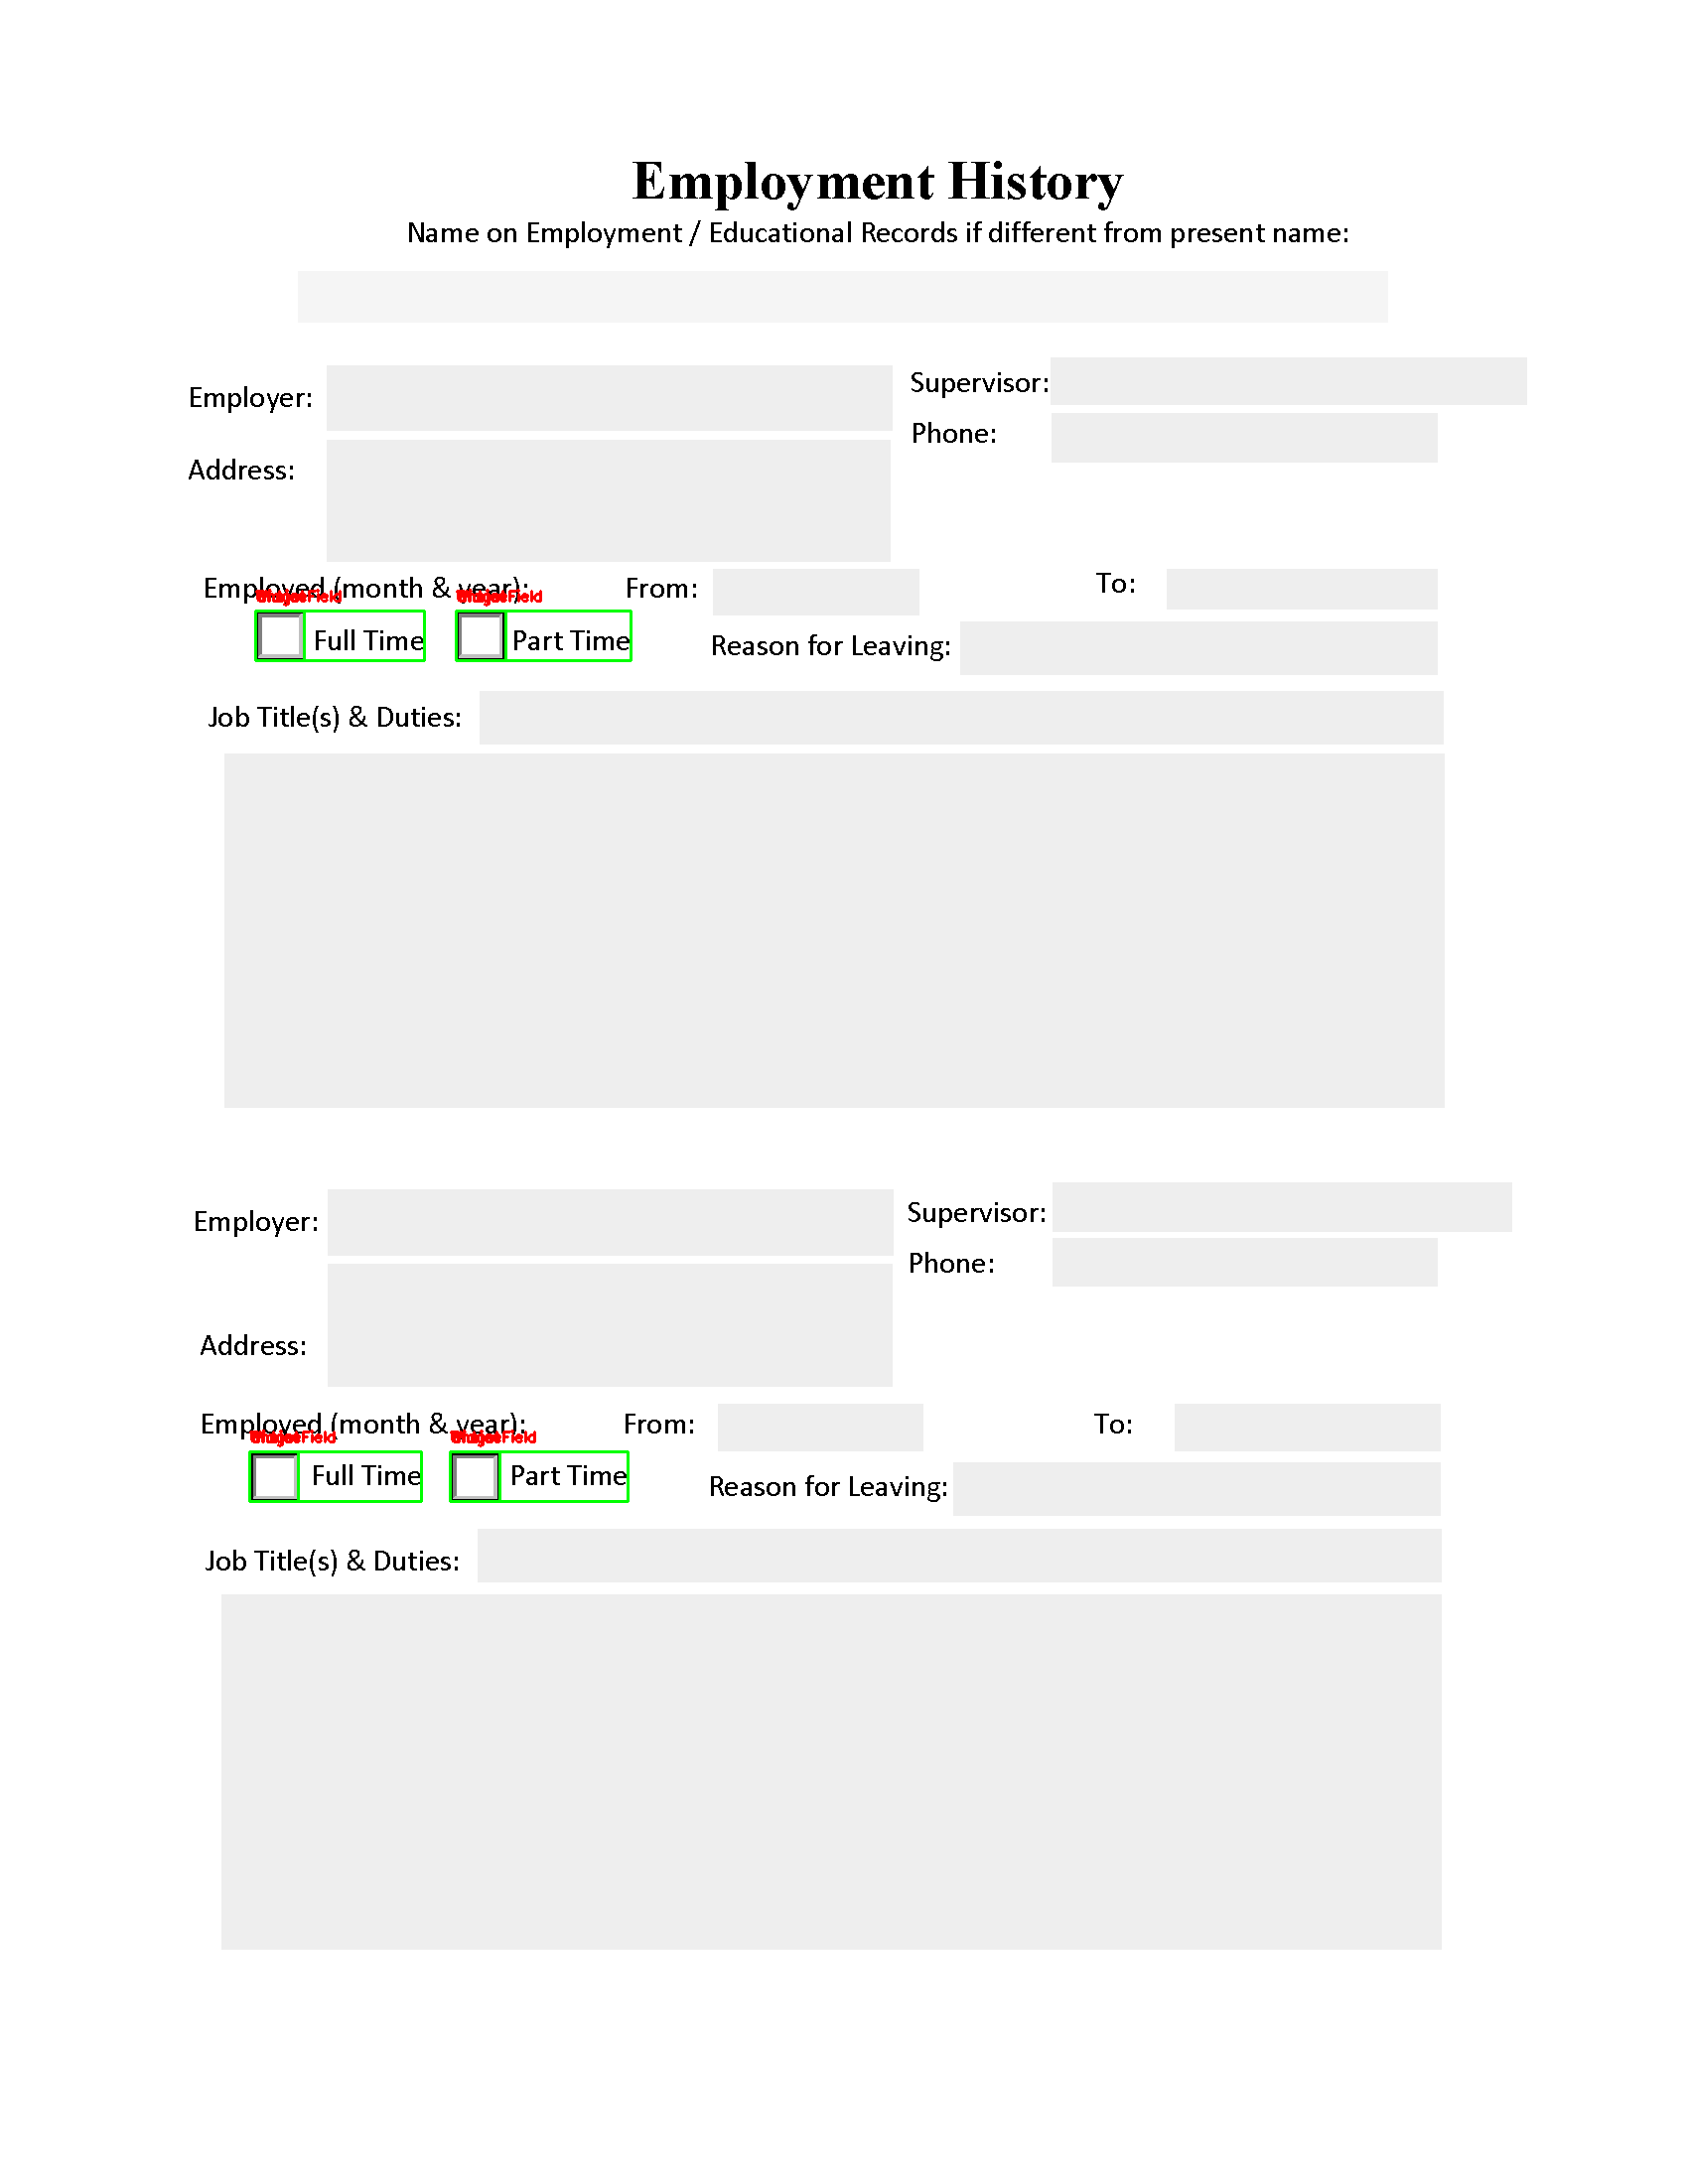 Employment History
Name on Employment / Educational Records if different from present name:
Employer:
Supervisor:
Phone:
Address:
Employed (month & year): From: To:
Full Time Part Time
Reason for Leaving:
Job Title(s) & Duties:
Employer:
Supervisor:
Phone:
Address:
Employed (month & year): From: To:
Full Time Part Time
Reason for Leaving:
Job Title(s) & Duties: